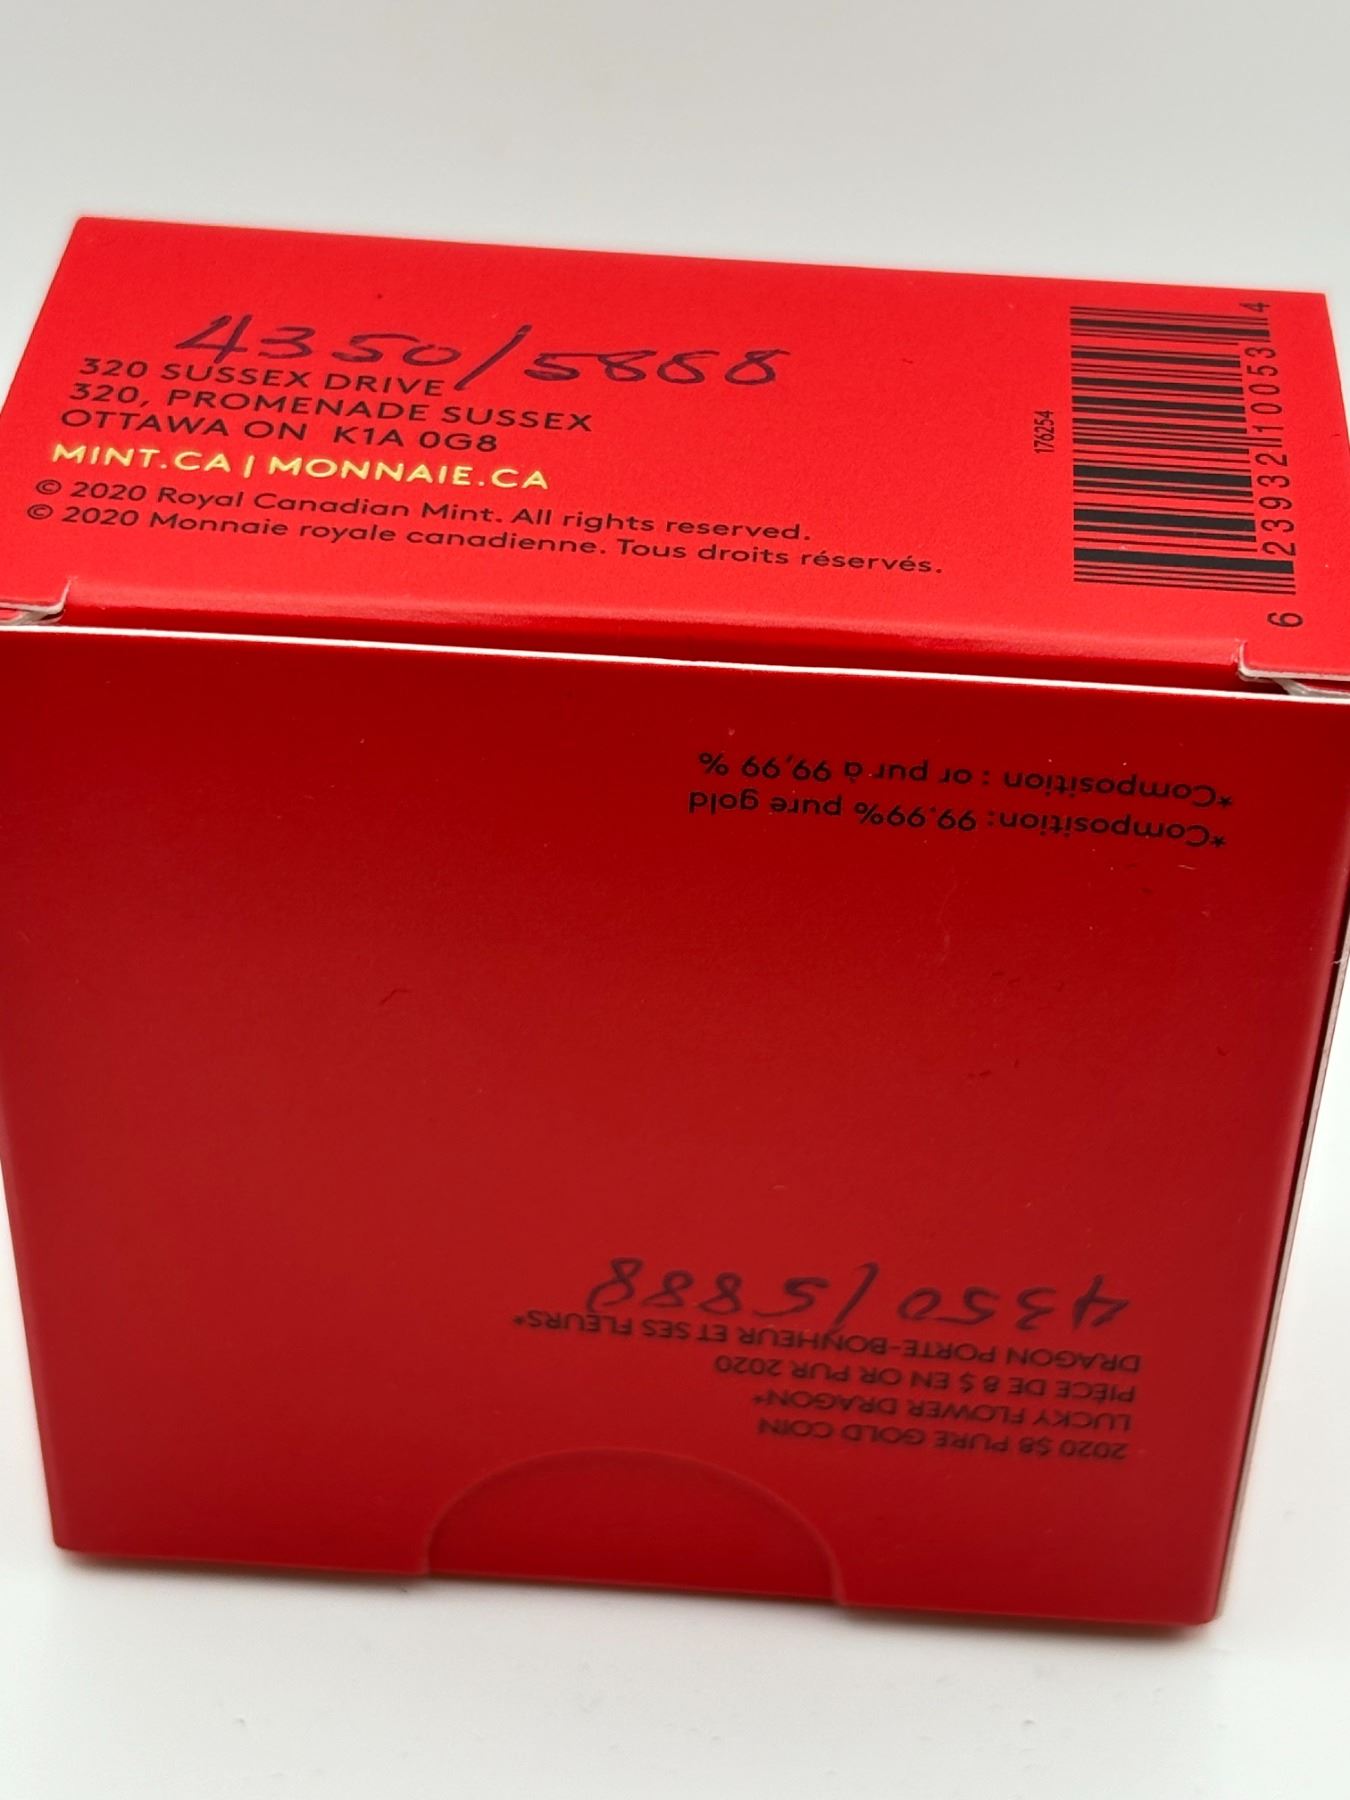 4350/5888
320 SUSSEX DRIVE
320, PROMENADE SUSSEX
OTTAWA ON K1A 0G8
MINT.CA | MONNAIE.CA
© 2020 Royal Canadian Mint. All rights reserved.
© 2020 Monnaie royale canadienne. Tous droits réservés.
176254
6 23932 11005 3 4
2020 $8 PURE GOLD COIN
LUCKY FLOWER DRAGON*
PIÈCE DE 8 $ EN OR PUR 2020
DRAGON PORTE-BONHEUR ET SES FLEURS*
4350/5888
*Composition: 99.99% pure gold
*Composition : or pur à 99,99 %